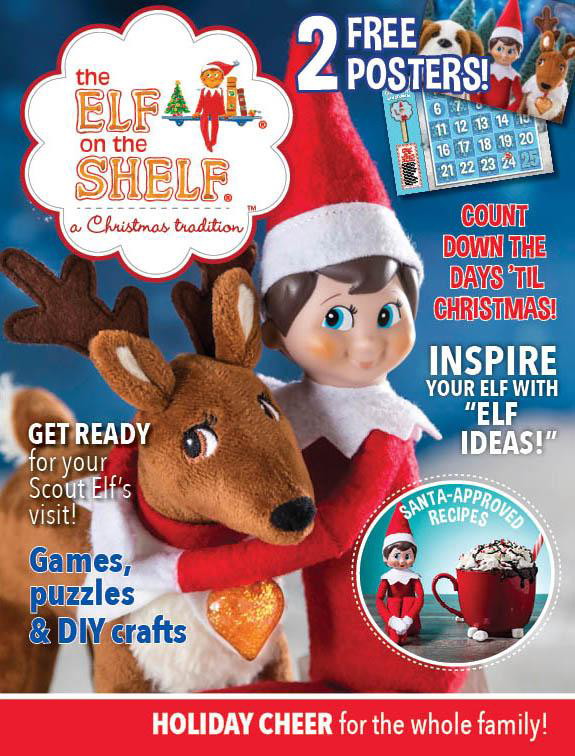 the
ELF
on the
SHELF®
a Christmas tradition™
2 FREE
POSTERS!
6 7
11 12 13 14 15
16 17 18 19 20
21 22 23 24 25
COUNT
DOWN THE
DAYS 'TIL
CHRISTMAS!
INSPIRE
YOUR ELF WITH
“ELF
IDEAS!”
GET READY
for your
Scout Elf's
visit!
Games,
puzzles
& DIY crafts
SANTA-APPROVED
RECIPES
HOLIDAY CHEER for the whole family!